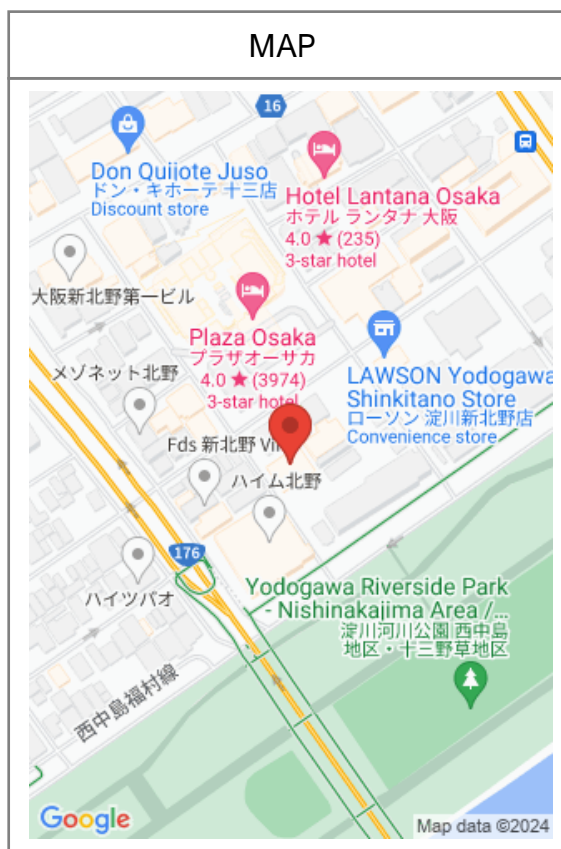 MAP
16
Don Quijote Juso
ドン・キホーテ 十三店
Discount store
Hotel Lantana Osaka
ホテル ランタナ 大阪
4.0 ★ (235)
3-star hotel
大阪新北野第一ビル
Plaza Osaka
プラザオーサカ
4.0 ★ (3974)
3-star hotel
メゾネット北野
LAWSON Yodogawa
Shinkitano Store
ローソン 淀川新北野店
Convenience store
Fds 新北野 Vi
ハイム北野
176
ハイツバオ
Yodogawa Riverside Park
- Nishinakajima Area /...
淀川河川公園 西中島
地区・十三野草地区
西中島福村線
Google
Map data ©2024